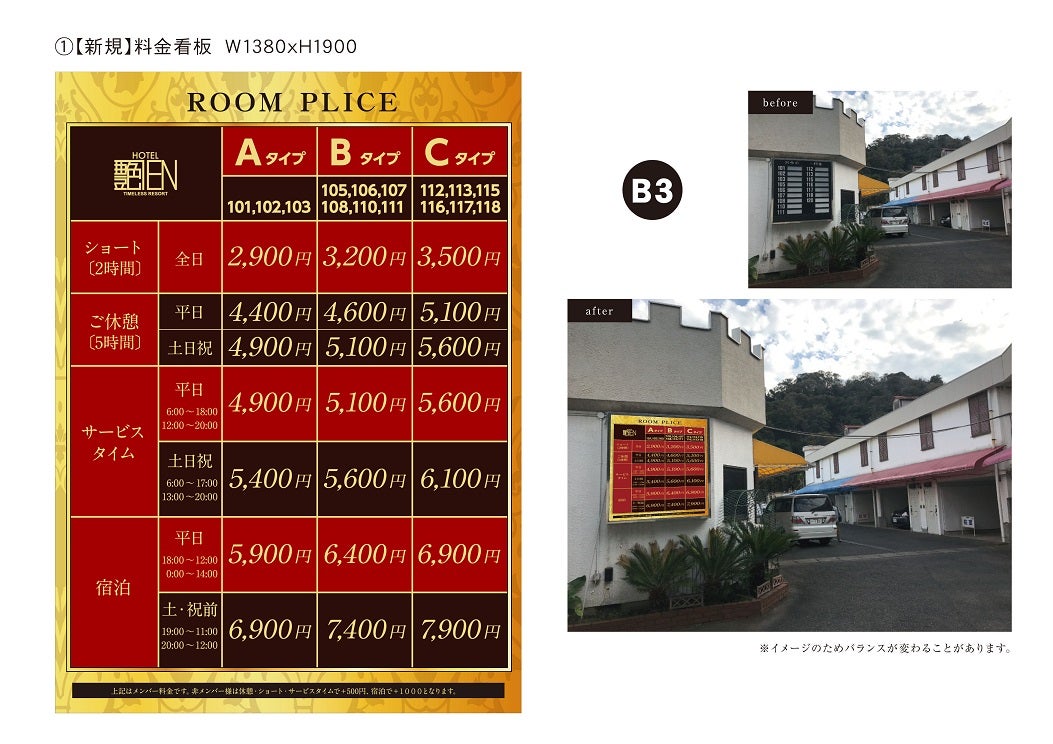 ①【新規】料金看板 W1380×H1900
ROOM PLICE
HOTEL
艶EN
TIMELESS RESORT
Aタイプ Bタイプ Cタイプ
101,102,103
105,106,107
108,110,111
112,113,115
116,117,118
ショート
〔2時間〕
全日 2,900円 3,200円 3,500円
ご休憩
〔5時間〕
平日 4,400円 4,600円 5,100円
土日祝 4,900円 5,100円 5,600円
サービス
タイム
平日
6:00～18:00
12:00～20:00
4,900円 5,100円 5,600円
土日祝
6:00～17:00
13:00～20:00
5,400円 5,600円 6,100円
宿泊
平日
18:00～12:00
0:00～14:00
5,900円 6,400円 6,900円
土・祝前
19:00～11:00
20:00～12:00
6,900円 7,400円 7,900円
上記はメンバー料金です。非メンバー様は休憩・ショート・サービスタイムで+500円、宿泊で+1000となります。
B3
before
after
ROOM PLICE
Aタイプ Bタイプ Cタイプ
※イメージのためバランスが変わることがあります。